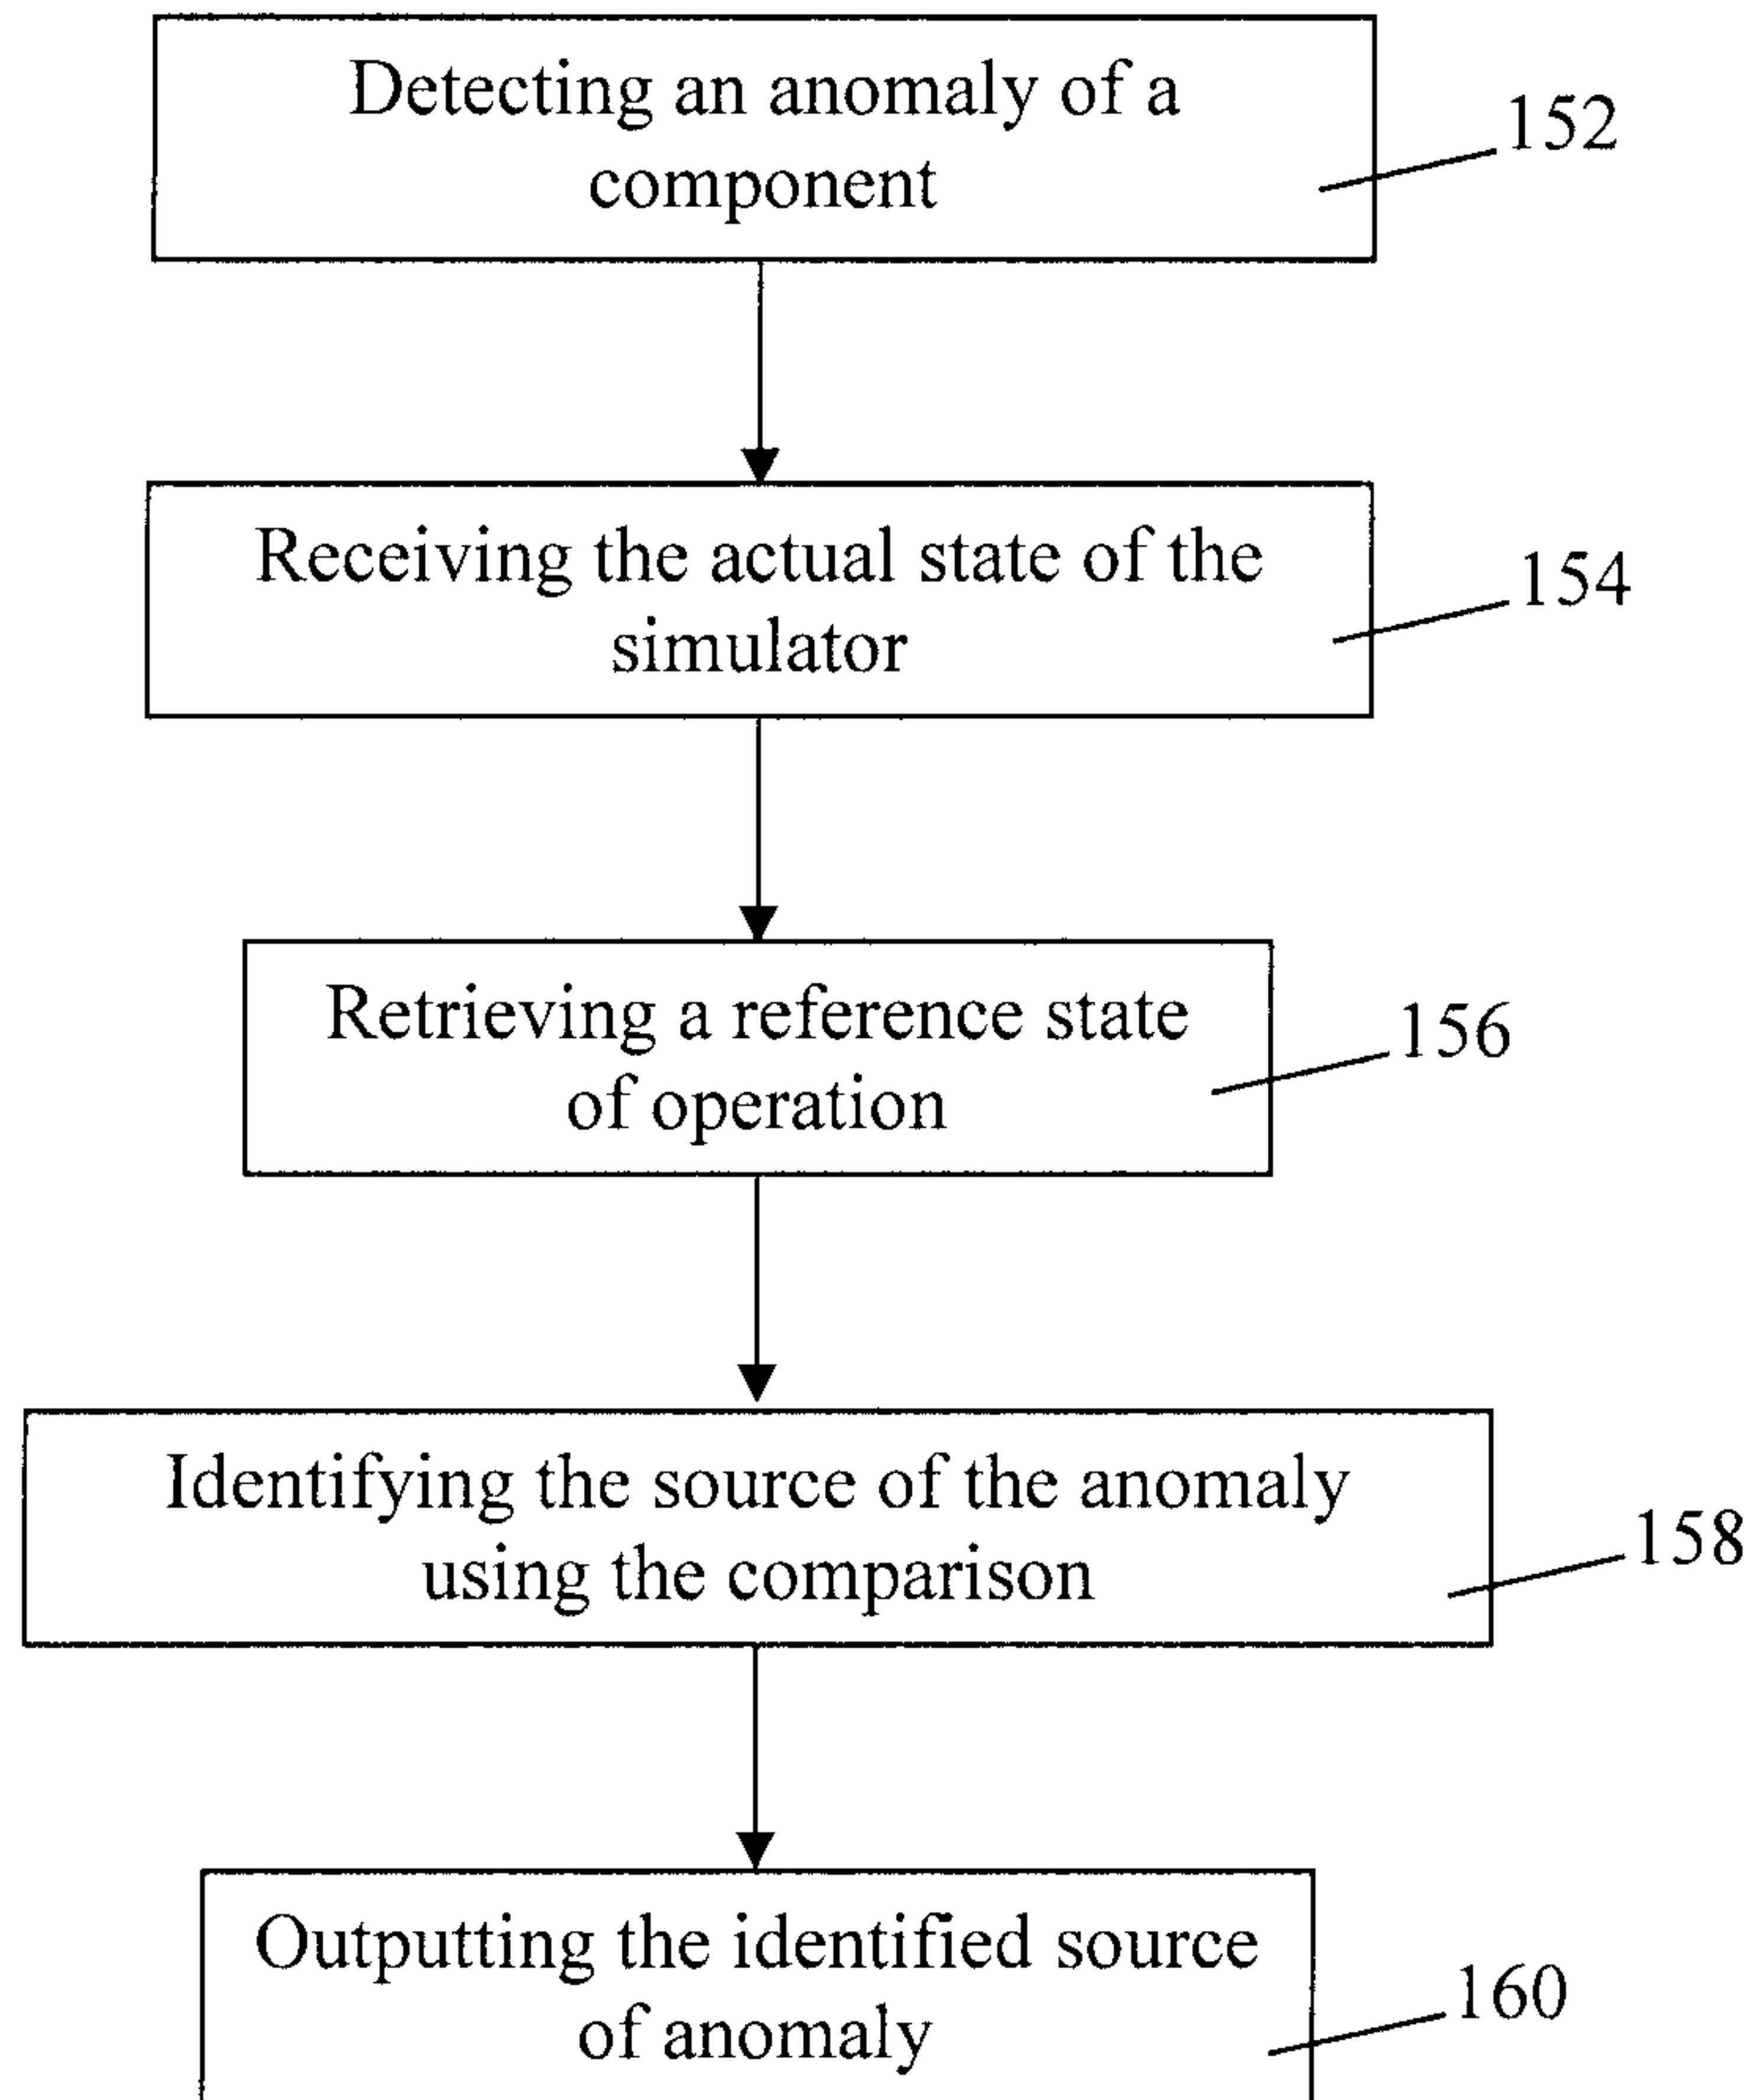 Detecting an anomaly of a
component
152
Receiving the actual state of the
simulator
154
Retrieving a reference state
of operation
156
Identifying the source of the anomaly
using the comparison
158
Outputting the identified source
of anomaly
160